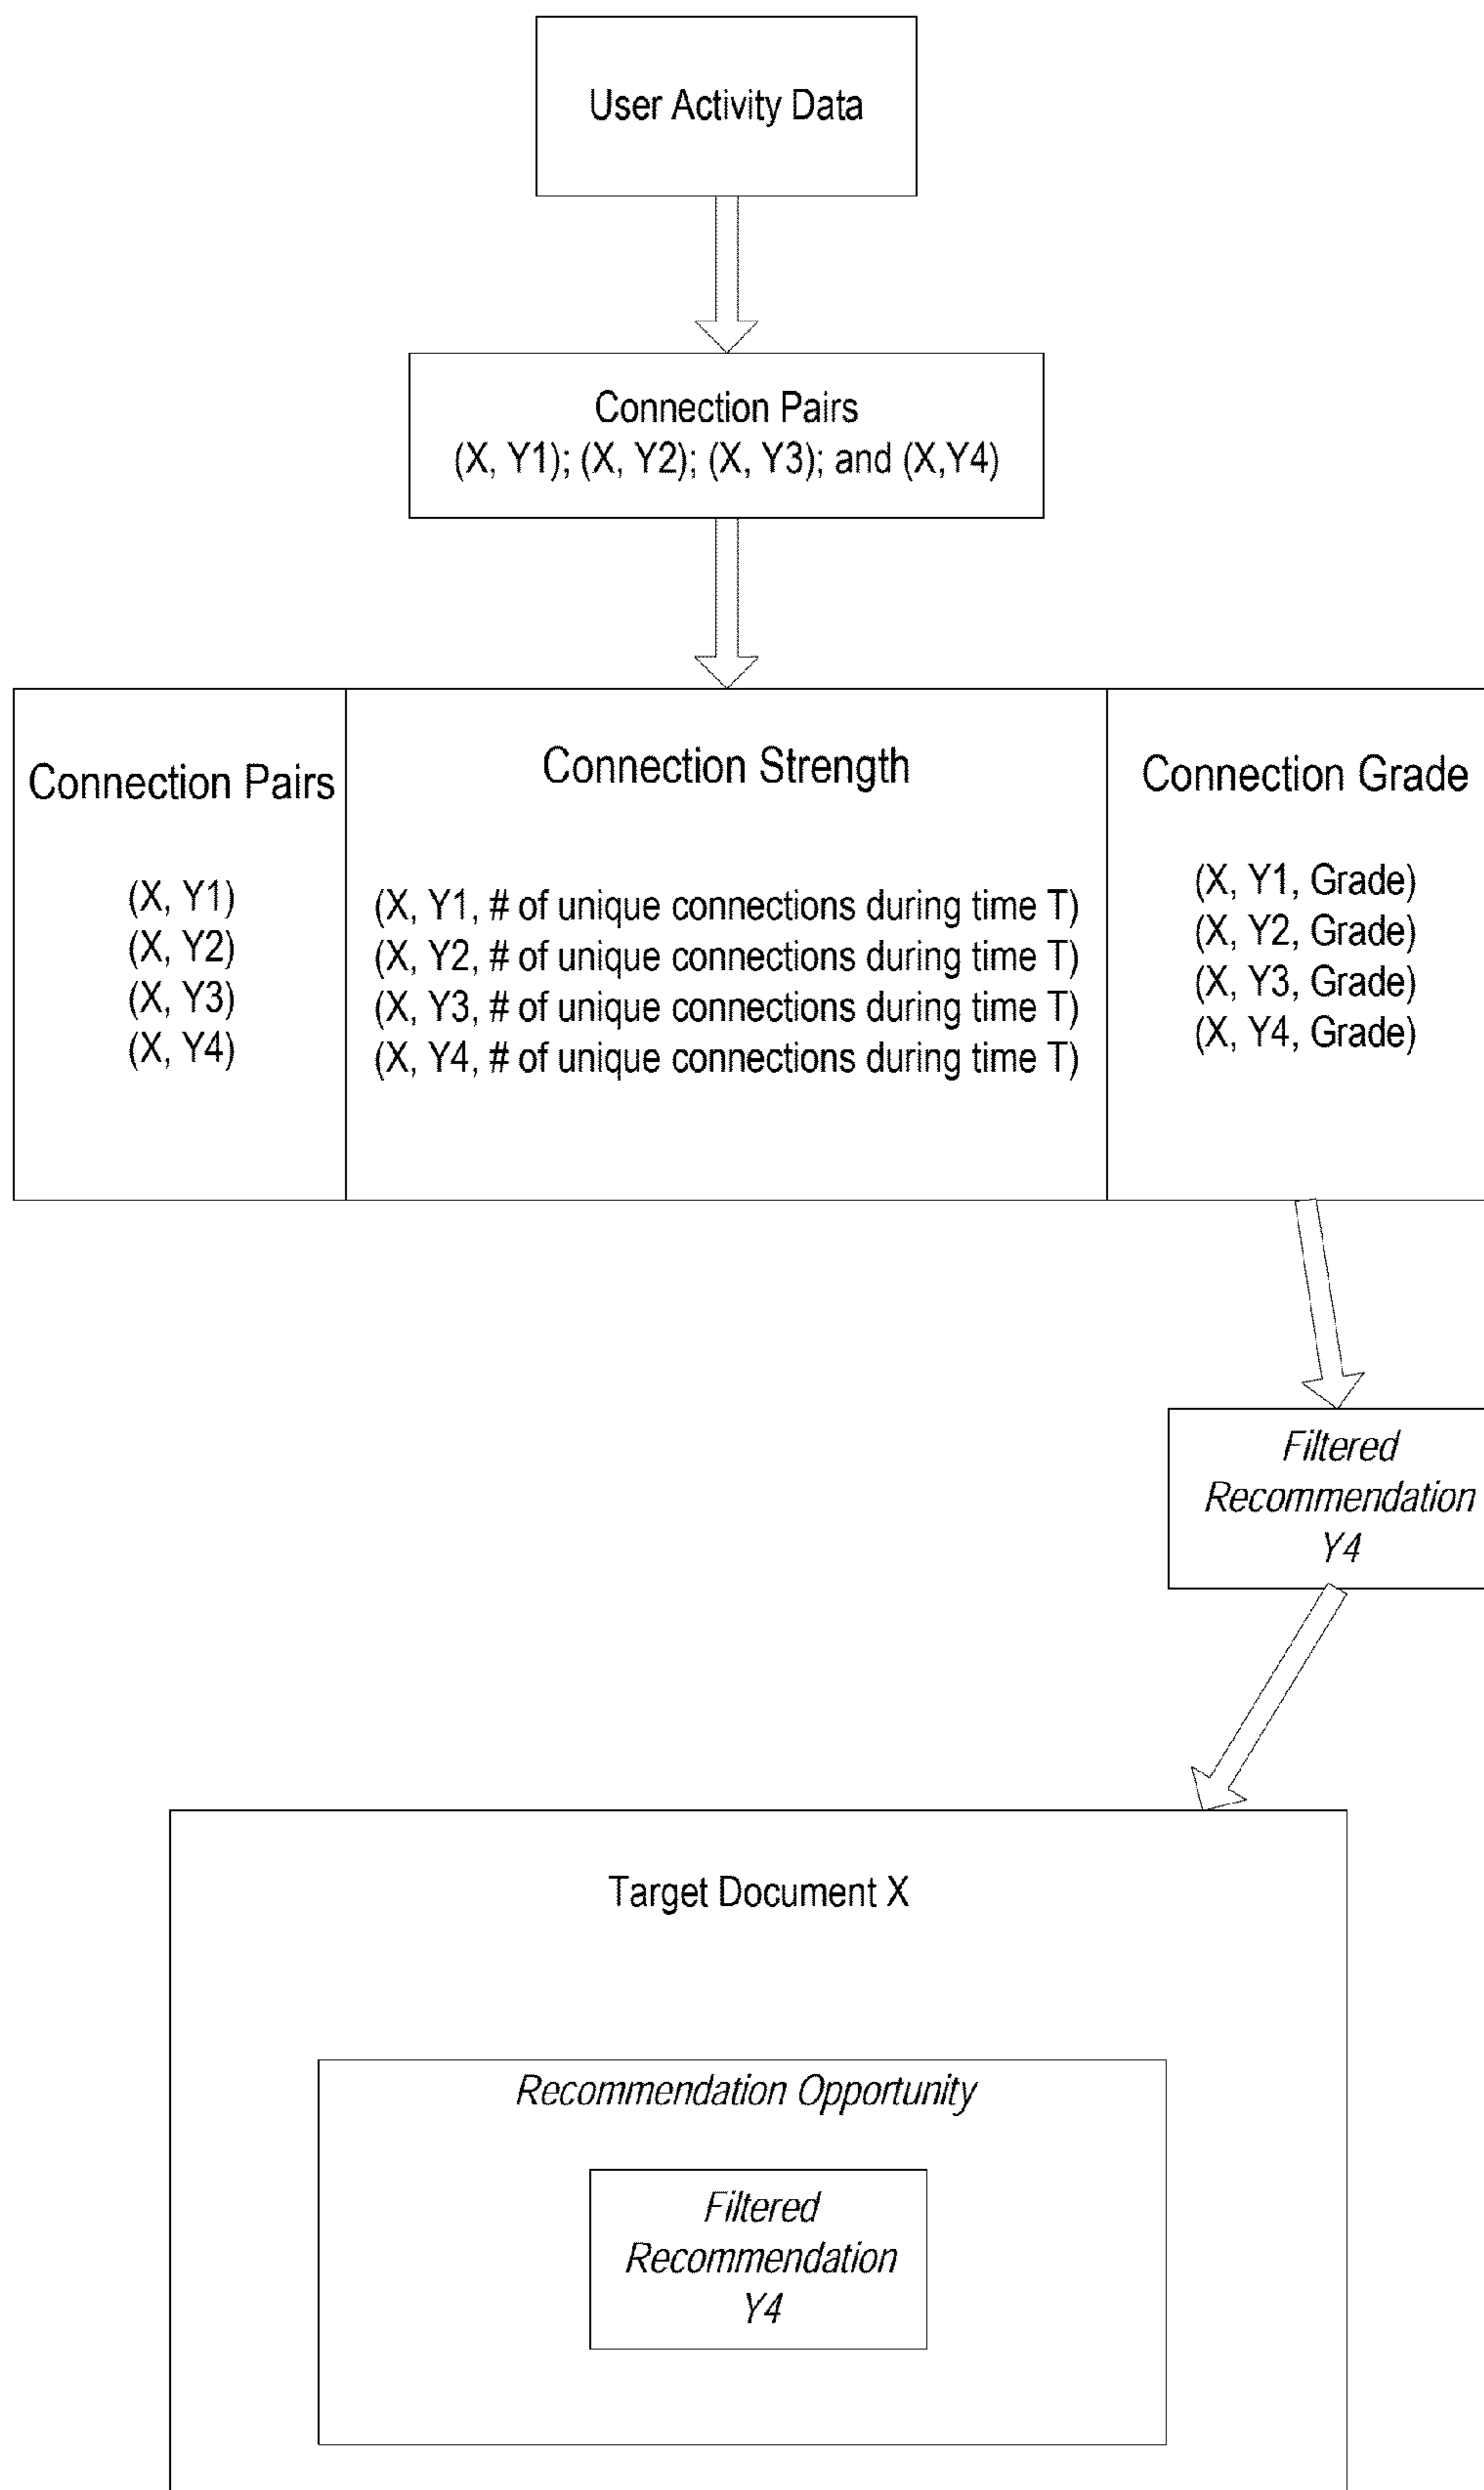 User Activity Data
Connection Pairs
(X, Y1); (X, Y2); (X, Y3); and (X,Y4)
Connection Pairs
(X, Y1)
(X, Y2)
(X, Y3)
(X, Y4)
Connection Strength
(X, Y1, # of unique connections during time T)
(X, Y2, # of unique connections during time T)
(X, Y3, # of unique connections during time T)
(X, Y4, # of unique connections during time T)
Connection Grade
(X, Y1, Grade)
(X, Y2, Grade)
(X, Y3, Grade)
(X, Y4, Grade)
Filtered
Recommendation
Y4
Target Document X
Recommendation Opportunity
Filtered
Recommendation
Y4